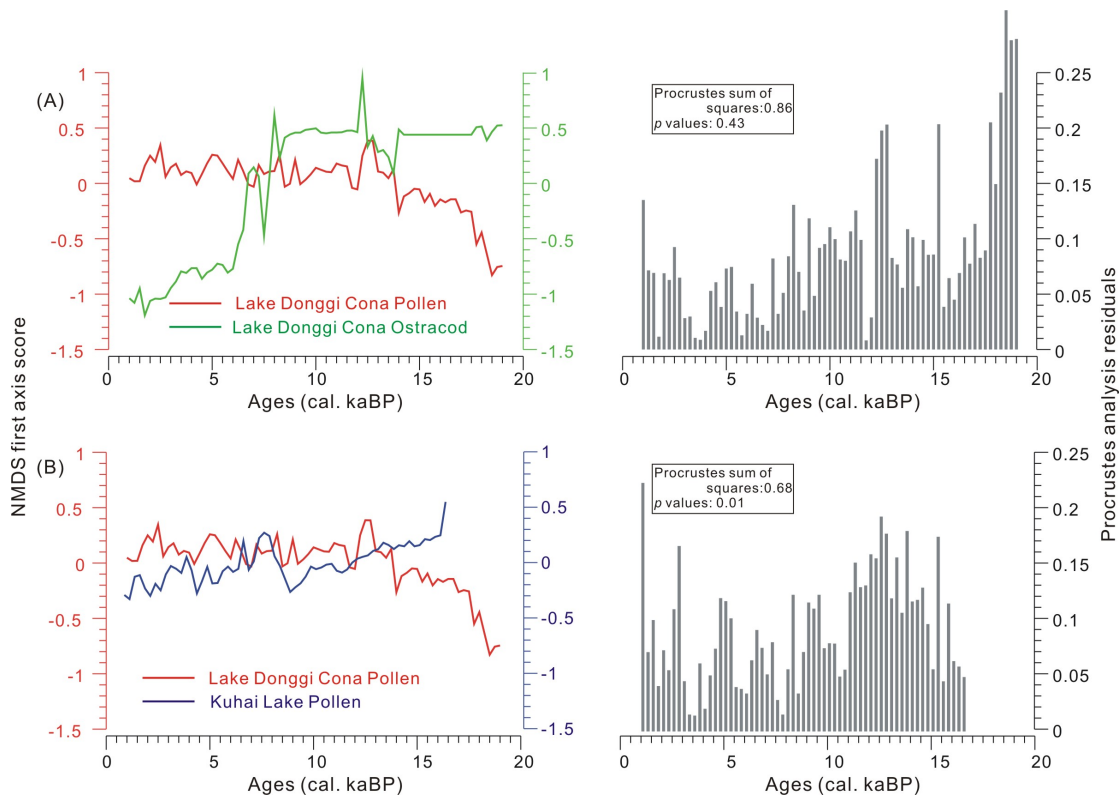 (A)
1
0.5
0
-0.5
-1
-1.5
1
0.5
0
-0.5
-1
-1.5
Lake Donggi Cona Pollen
Lake Donggi Cona Ostracod
0 5 10 15 20
Ages (cal. kaBP)
Procrustes sum of
squares:0.86
p values: 0.43
0.25
0.2
0.15
0.1
0.05
0
0 5 10 15 20
Ages (cal. kaBP)
NMDS first axis score
Procrustes analysis residuals
(B)
1
0.5
0
-0.5
-1
-1.5
1
0.5
0
-0.5
-1
-1.5
Lake Donggi Cona Pollen
Kuhai Lake Pollen
0 5 10 15 20
Ages (cal. kaBP)
Procrustes sum of
squares:0.68
p values: 0.01
0.25
0.2
0.15
0.1
0.05
0
0 5 10 15 20
Ages (cal. kaBP)